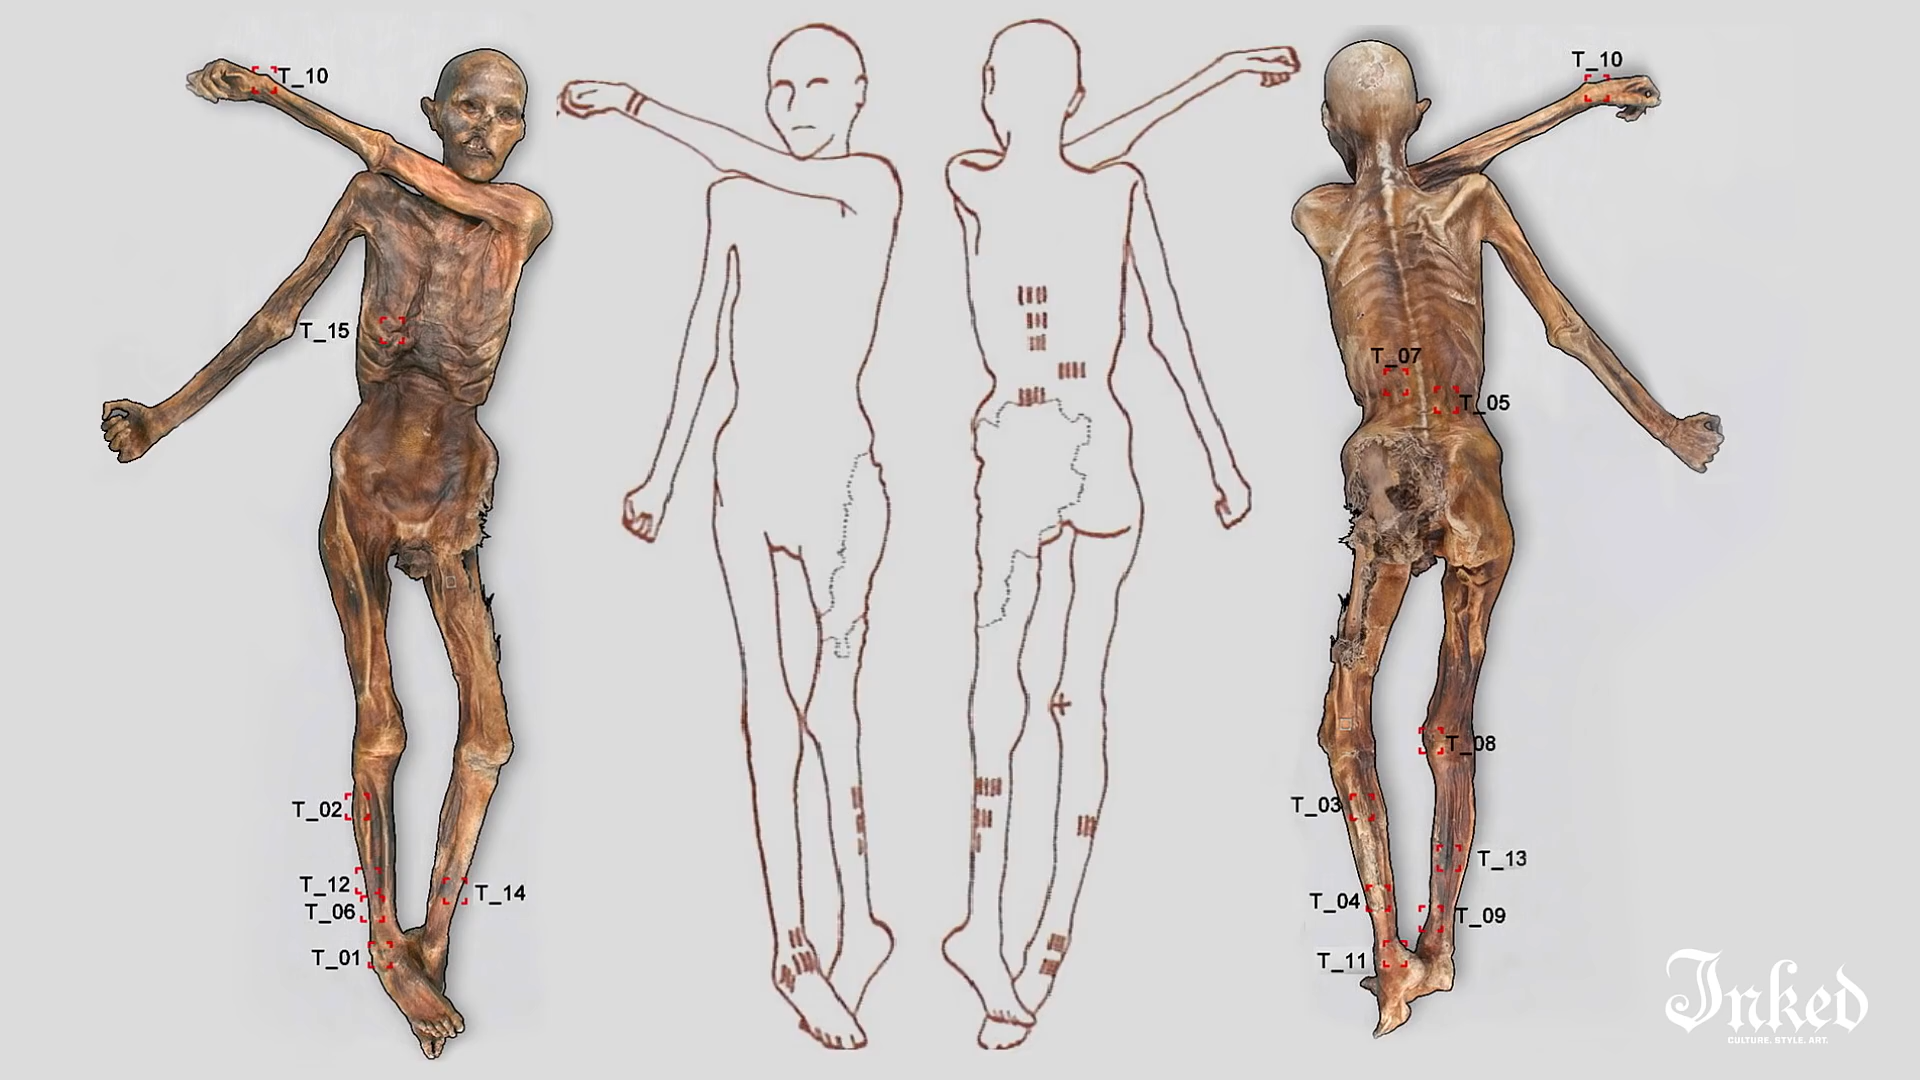 T_10
T_15
T_02
T_12
T_06
T_01
T_14
T_10
T_07
T_05
T_08
T_03
T_13
T_04
T_09
T_11
Inked
CULTURE. STYLE. ART.